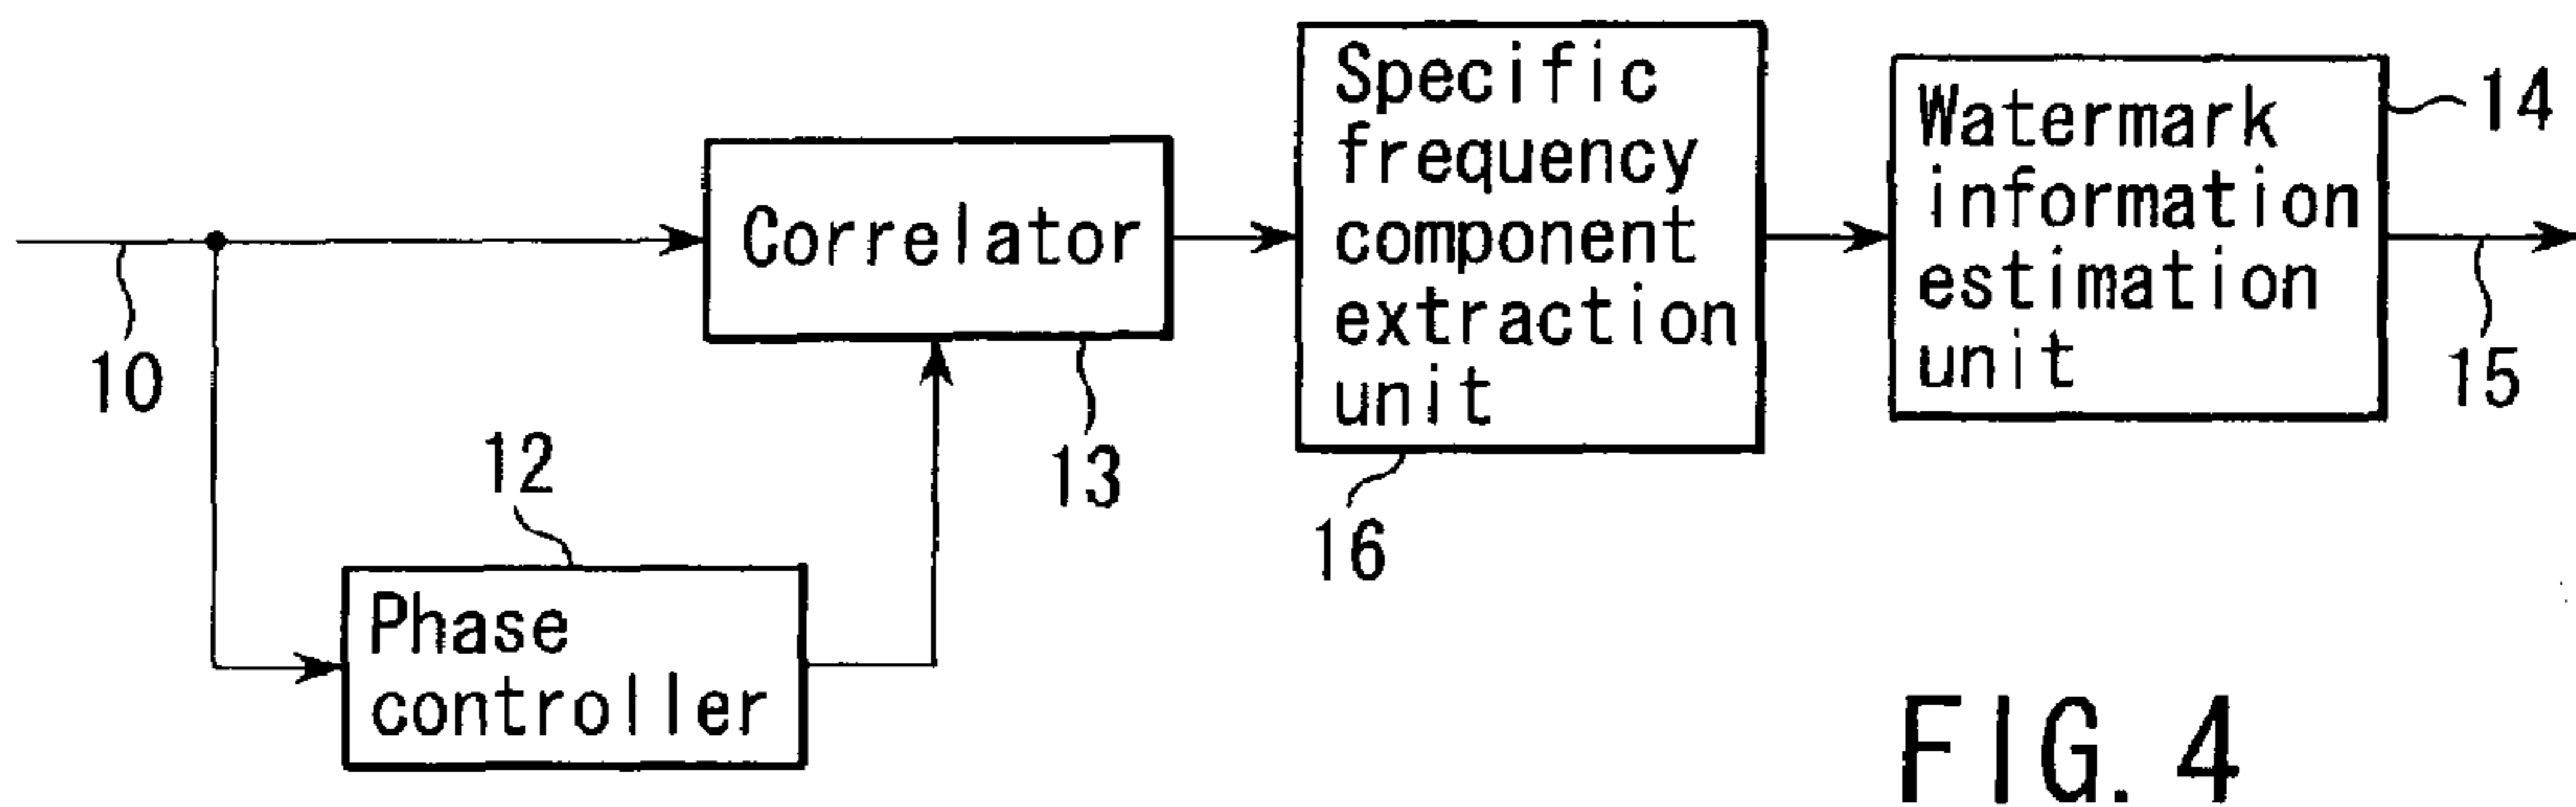 Specific
frequency
component
extraction
unit
Watermark
information
estimation
unit
14
Correlator
10
15
12
13
16
Phase
controller
FIG. 4